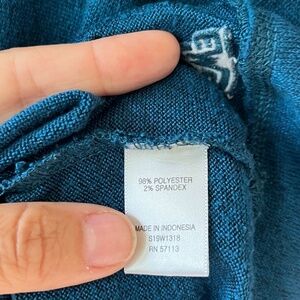 98% POLYESTER
2% SPANDEX
MADE IN INDONESIA
S19W1318
RN 57113